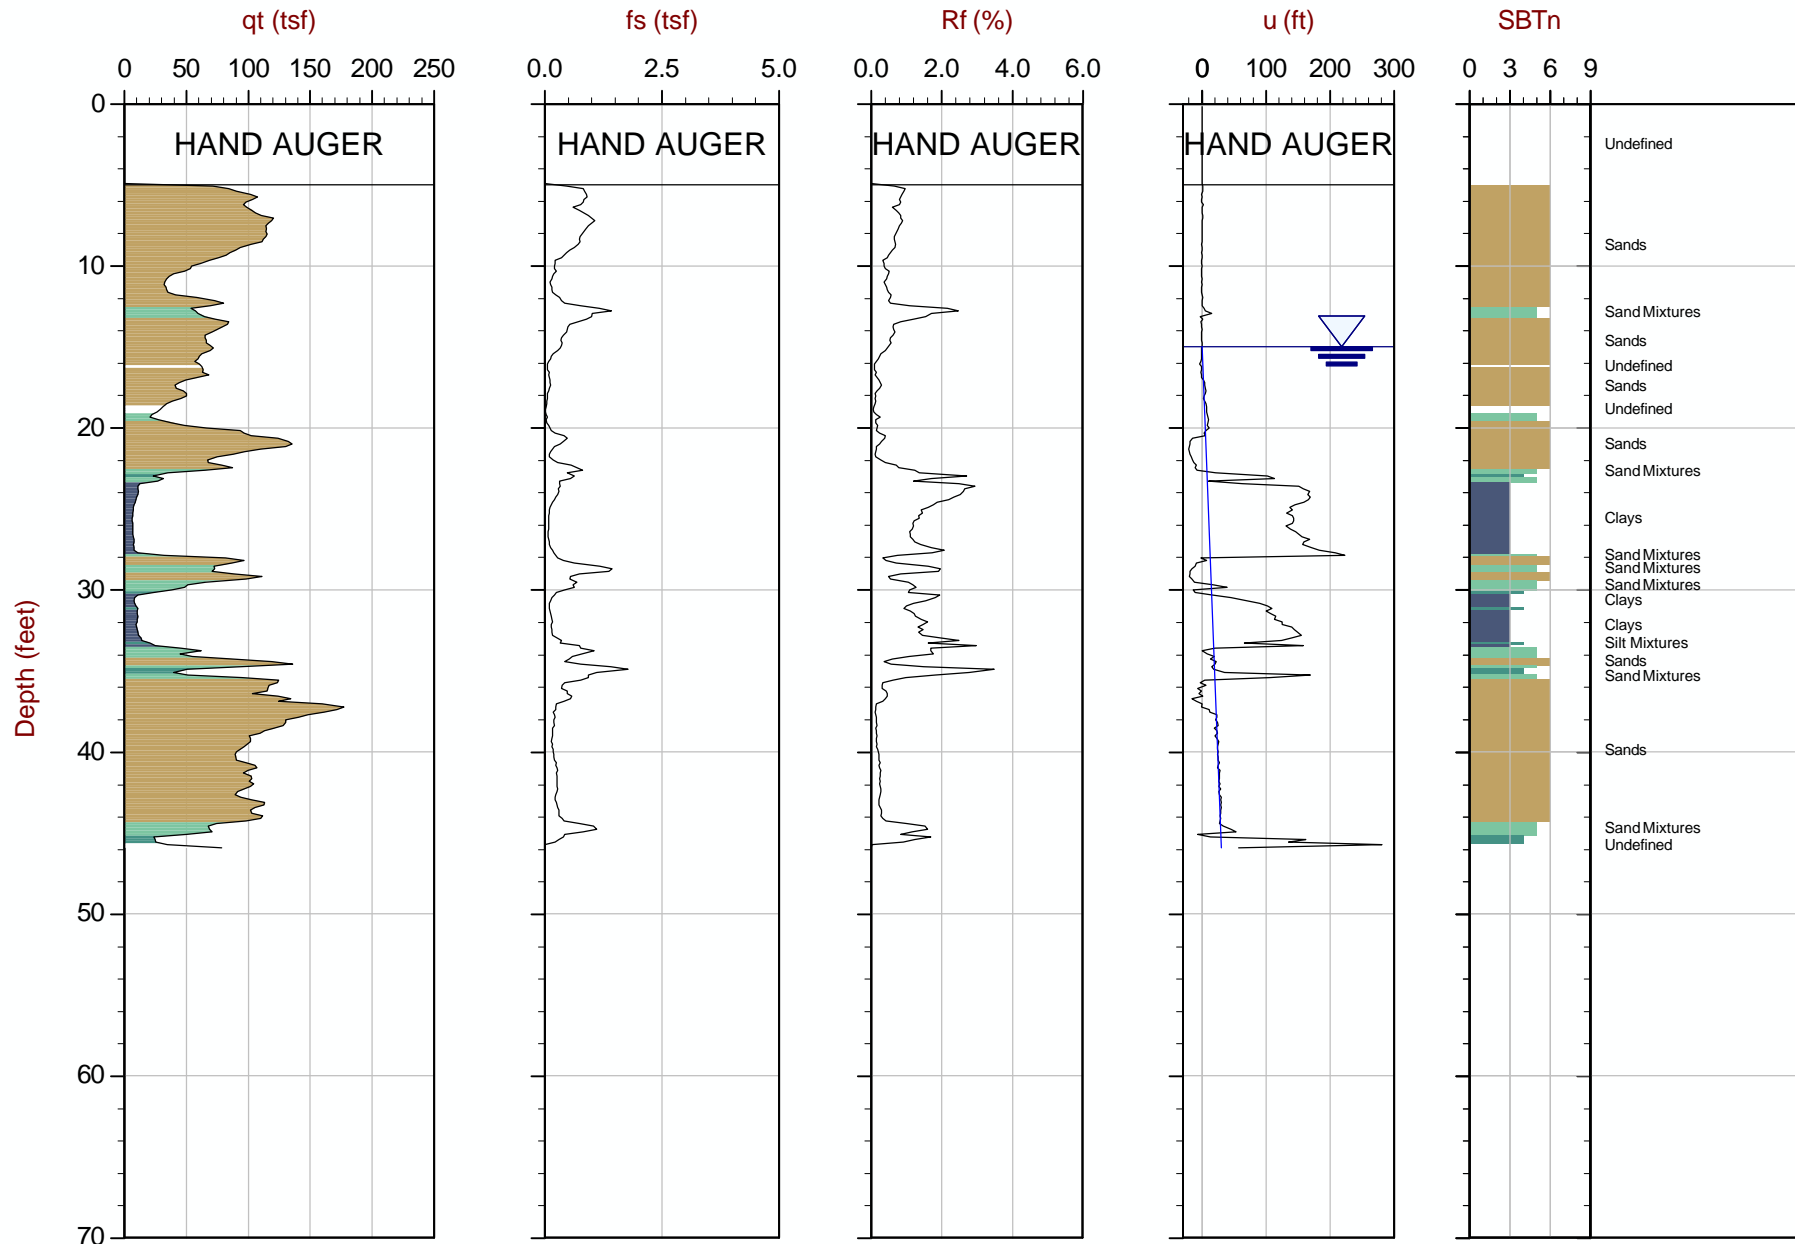 qt (tsf) fs (tsf) Rf (%) u (ft) SBTn
0 50 100 150 200 250 0.0 2.5 5.0 0.0 2.0 4.0 6.0 0 100 200 300 0 3 6 9
0
HAND AUGER HAND AUGER HAND AUGER HAND AUGER Undefined
Sands
10
Sand Mixtures
Sands
Undefined
Sands
Undefined
20
Sands
Sand Mixtures
Clays
Sand Mixtures
Sand Mixtures
Sand Mixtures
30
Clays
Clays
Silt Mixtures
Sands
Sand Mixtures
Depth (feet)
Sands
40
Sand Mixtures
Undefined
50
60
70